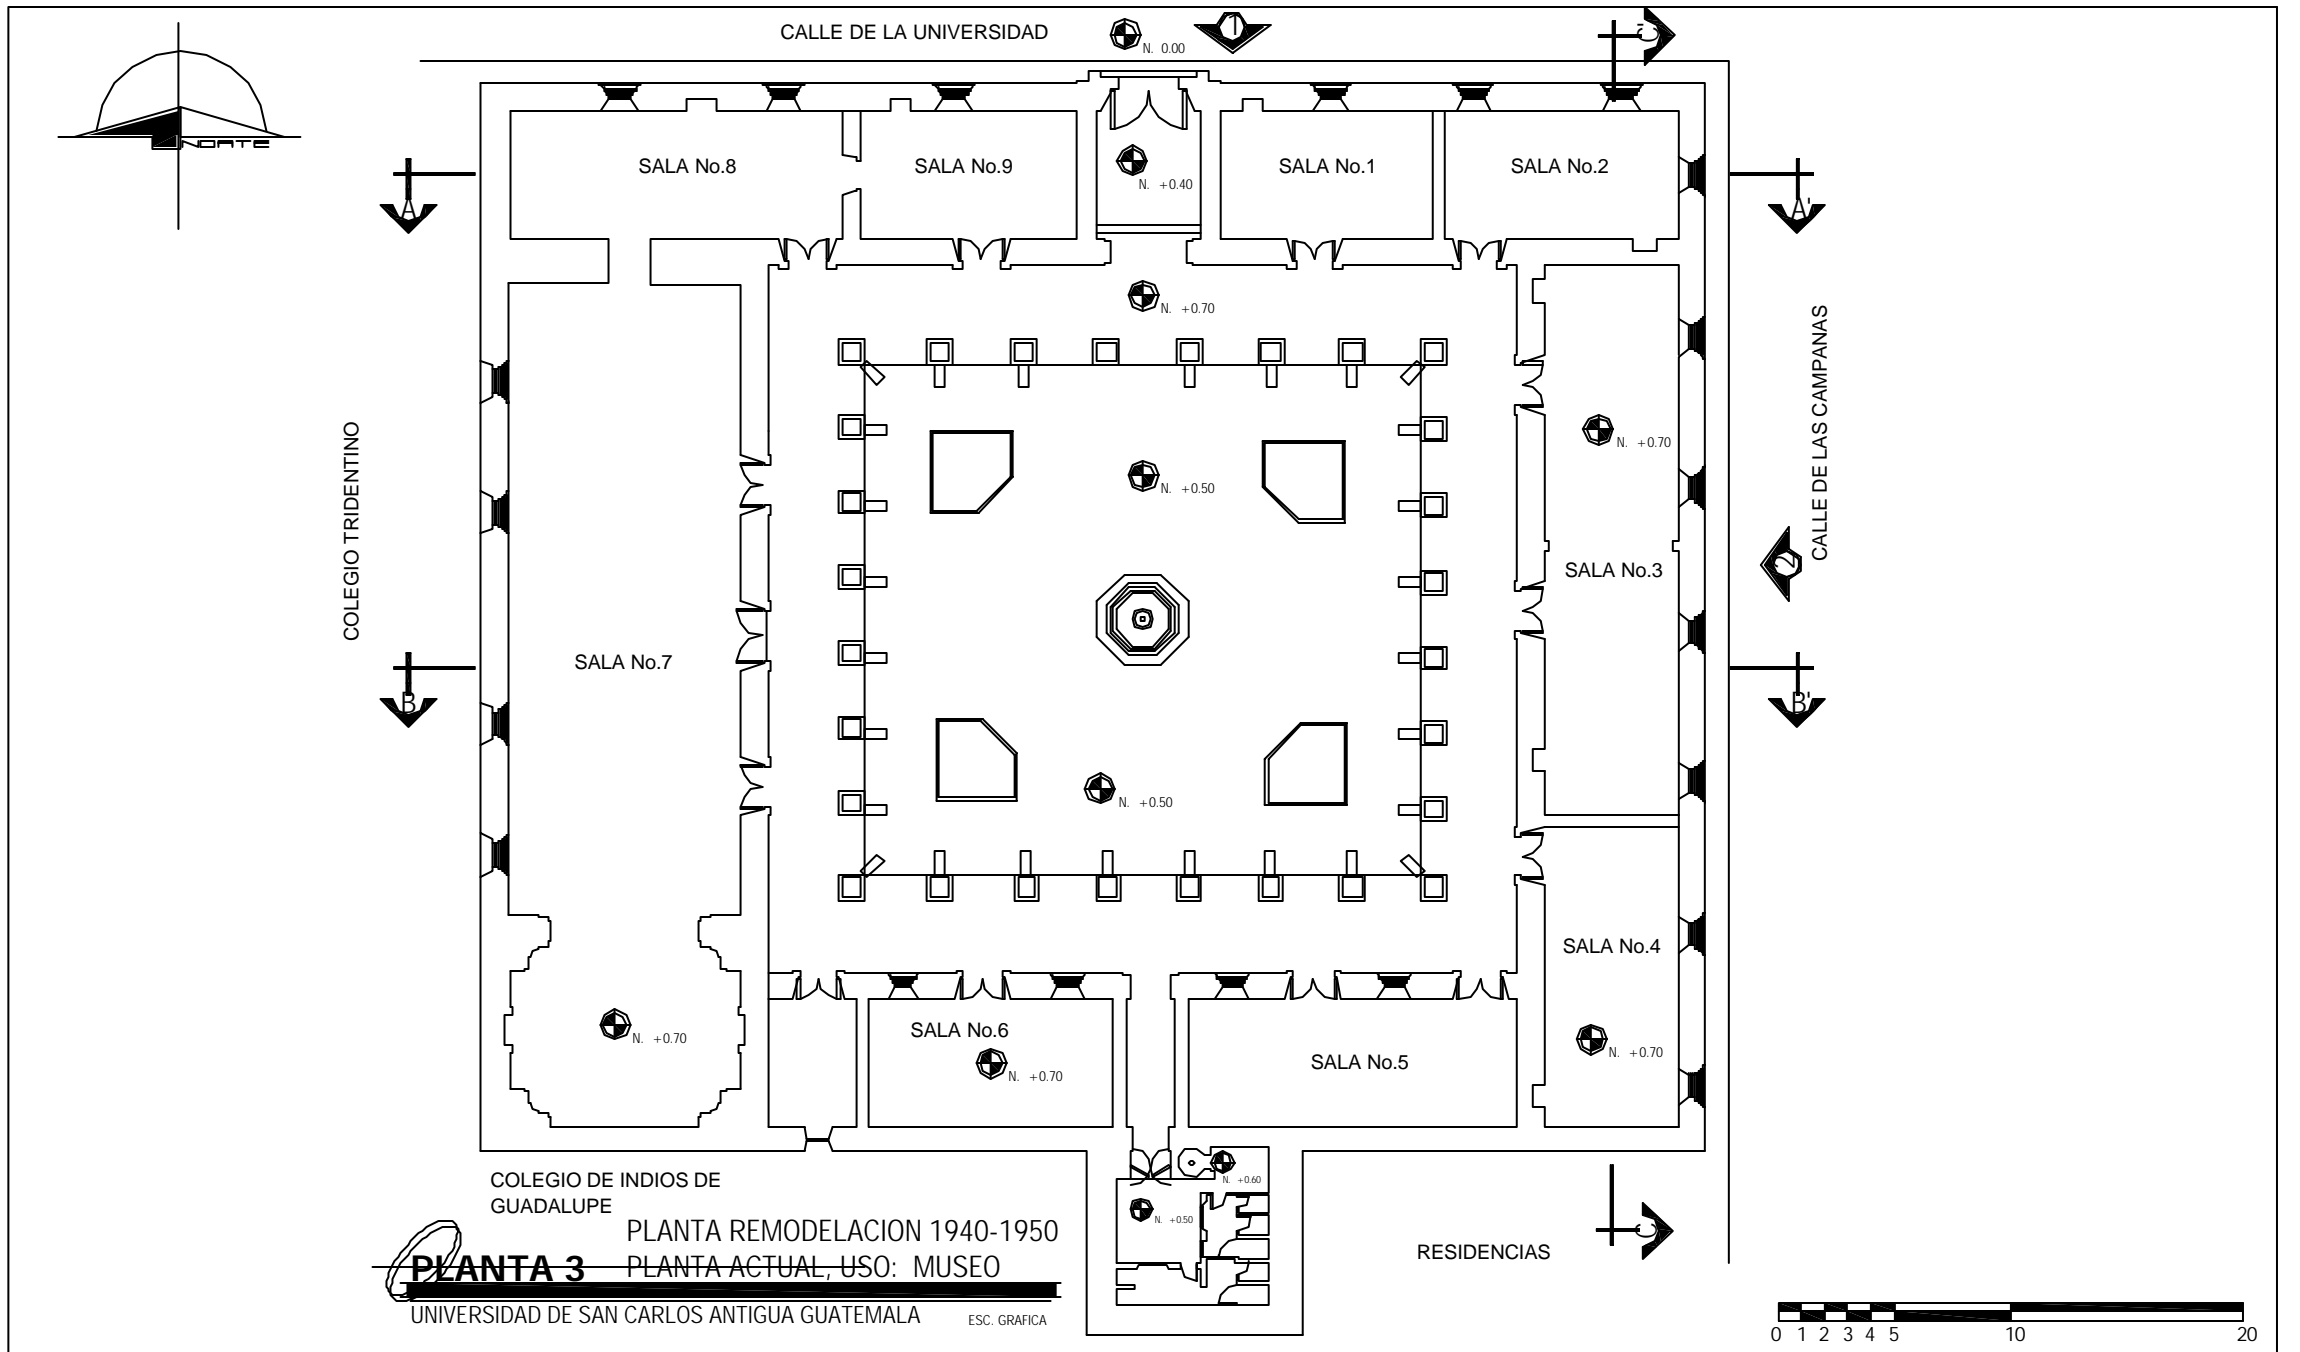 CALLE DE LA UNIVERSIDAD
N. 0.00
1
C'
NORTE
SALA No.8
SALA No.9
N. +0.40
SALA No.1
SALA No.2
A
A'
N. +0.70
COLEGIO TRIDENTINO
CALLE DE LAS CAMPANAS
N. +0.70
N. +0.50
2
SALA No.3
SALA No.7
B
B'
N. +0.50
SALA No.4
SALA No.6
N. +0.70
N. +0.70
SALA No.5
N. +0.70
COLEGIO DE INDIOS DE
GUADALUPE
N. +0.60
N. +0.50
C
RESIDENCIAS
PLANTA REMODELACION 1940-1950
PLANTA 3 PLANTA ACTUAL, USO: MUSEO
UNIVERSIDAD DE SAN CARLOS ANTIGUA GUATEMALA ESC. GRAFICA
0 1 2 3 4 5 10 20